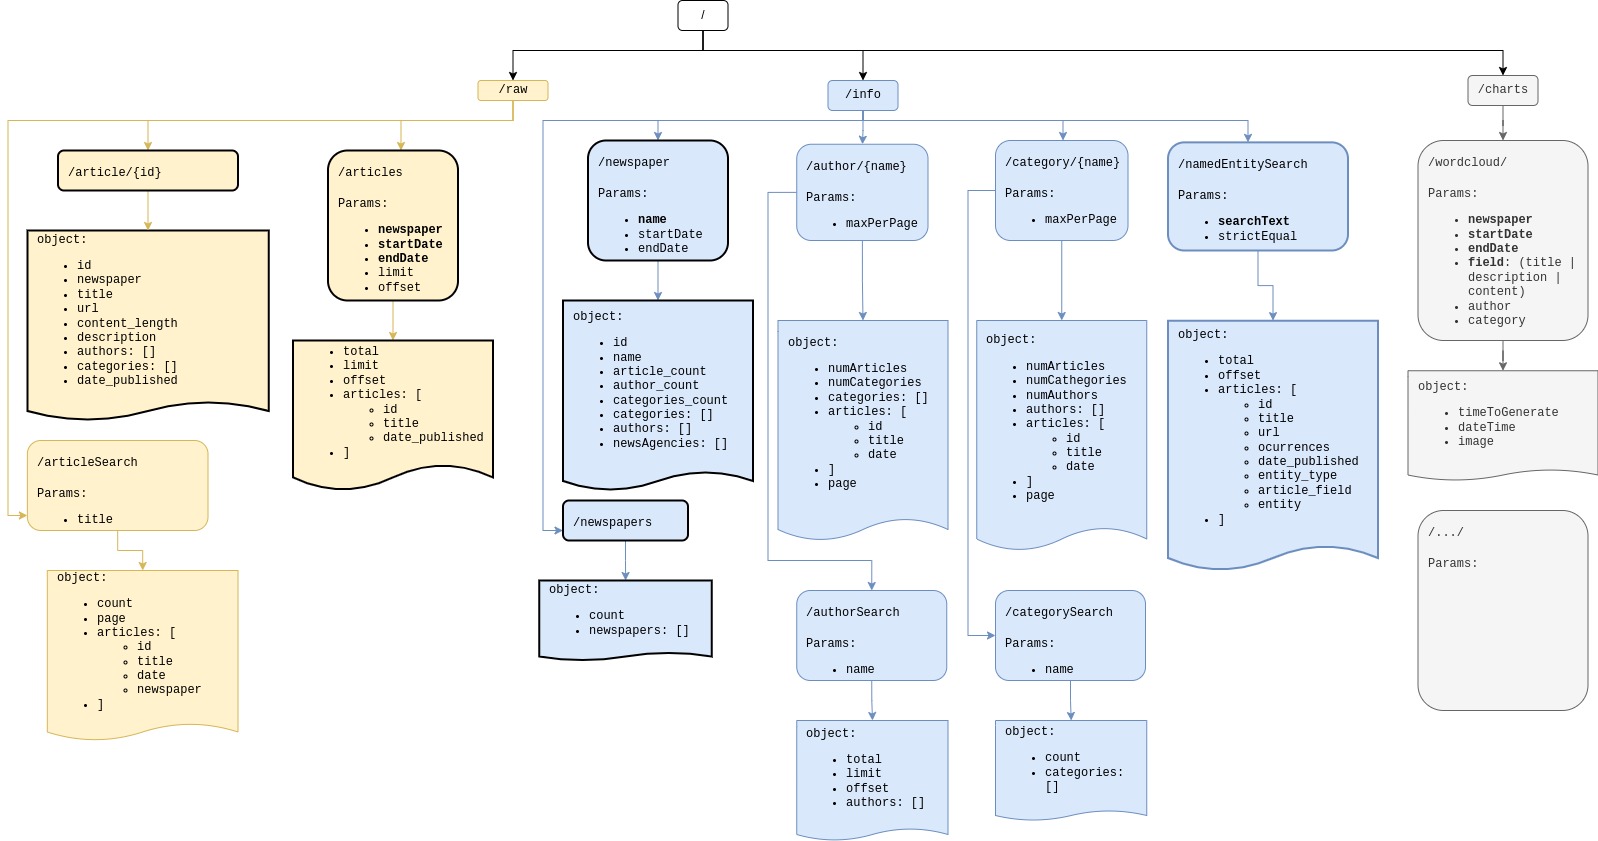 /
/raw
/info
/charts
/article/{id}
object:
id
newspaper
title
url
content_length
description
authors: []
categories: []
date_published
/articleSearch
Params:
title
object:
count
page
articles: [
id
title
date
newspaper
]
/articles
Params:
newspaper
startDate
endDate
limit
offset
total
limit
offset
articles: [
id
title
date_published
]
/newspaper
Params:
name
startDate
endDate
object:
id
name
article_count
author_count
categories_count
categories: []
authors: []
newsAgencies: []
/newspapers
object:
count
newspapers: []
/author/{name}
Params:
maxPerPage
object:
numArticles
numCategories
categories: []
articles: [
id
title
date
]
page
/authorSearch
Params:
name
object:
total
limit
offset
authors: []
/category/{name}
Params:
maxPerPage
object:
numArticles
numCathegories
numAuthors
authors: []
articles: [
id
title
date
]
page
/categorySearch
Params:
name
object:
count
categories:
[]
/namedEntitySearch
Params:
searchText
strictEqual
object:
total
offset
articles: [
id
title
url
ocurrences
date_published
entity_type
article_field
entity
]
/wordcloud/
Params:
newspaper
startDate
endDate
field: (title |
description |
content)
author
category
object:
timeToGenerate
dateTime
image
/.../
Params: